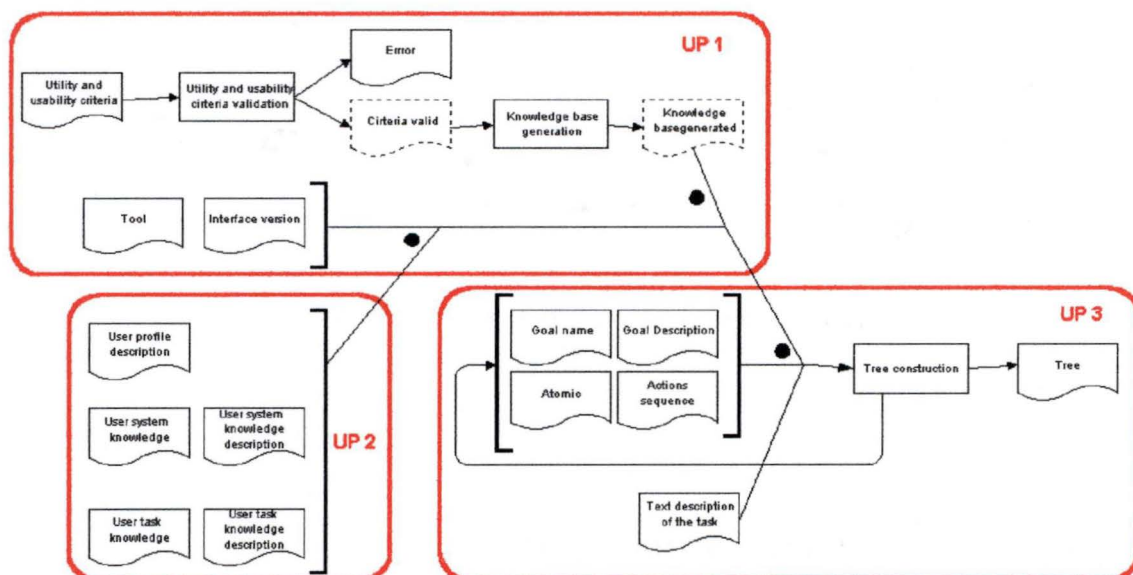 UP 1
Error
Utility and
usability criteria
Utility and usability
cirteria validation
Cirteria valid
Knowledge base
generation
Knowledge
basegenerated
Tool
Interface version
UP 2
User profile
description
User system
knowledge
User system
knowledge
description
User task
knowledge
User task
knowledge
description
UP 3
Goal name
Goal Description
Atomic
Actions
sequence
Tree construction
Tree
Text description
of the task